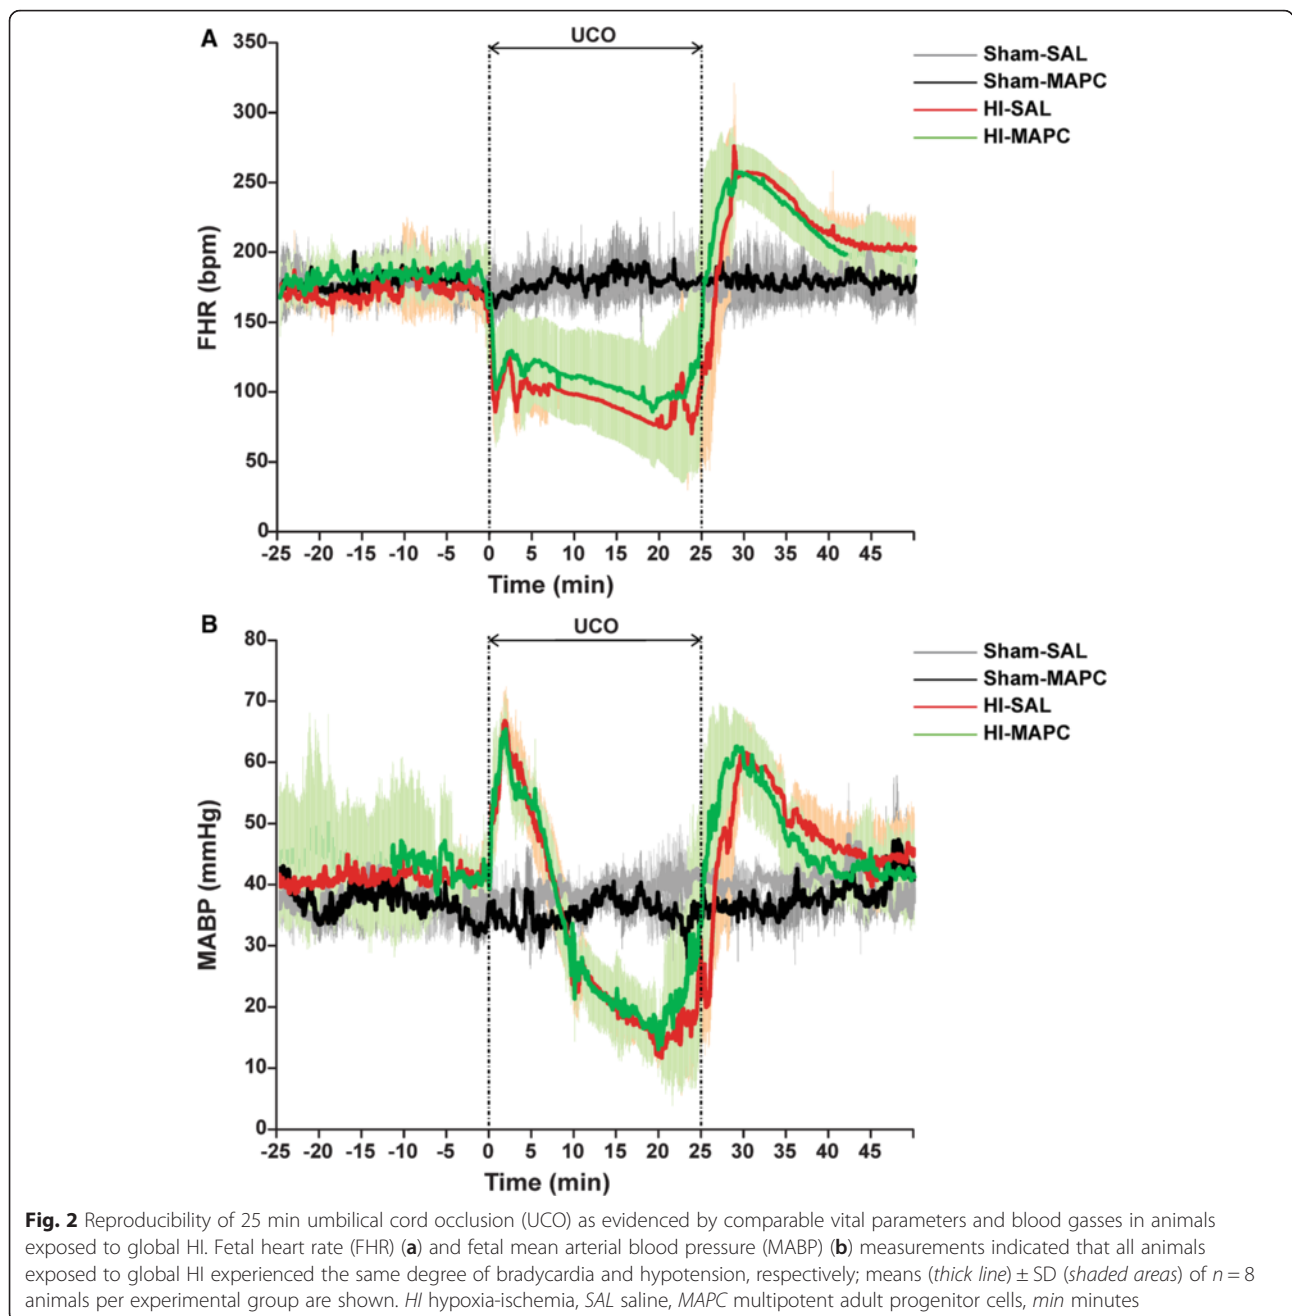 A
UCO
350
300
250
200
150
100
50
0
FHR (bpm)
-25 -20 -15 -10 -5 0 5 10 15 20 25 30 35 40 45
Time (min)
Sham-SAL
Sham-MAPC
HI-SAL
HI-MAPC
B
UCO
80
70
60
50
40
30
20
10
0
MABP (mmHg)
-25 -20 -15 -10 -5 0 5 10 15 20 25 30 35 40 45
Time (min)
Sham-SAL
Sham-MAPC
HI-SAL
HI-MAPC
Fig. 2 Reproducibility of 25 min umbilical cord occlusion (UCO) as evidenced by comparable vital parameters and blood gasses in animals
exposed to global HI. Fetal heart rate (FHR) (a) and fetal mean arterial blood pressure (MABP) (b) measurements indicated that all animals
exposed to global HI experienced the same degree of bradycardia and hypotension, respectively; means (thick line) ± SD (shaded areas) of n = 8
animals per experimental group are shown. HI hypoxia-ischemia, SAL saline, MAPC multipotent adult progenitor cells, min minutes